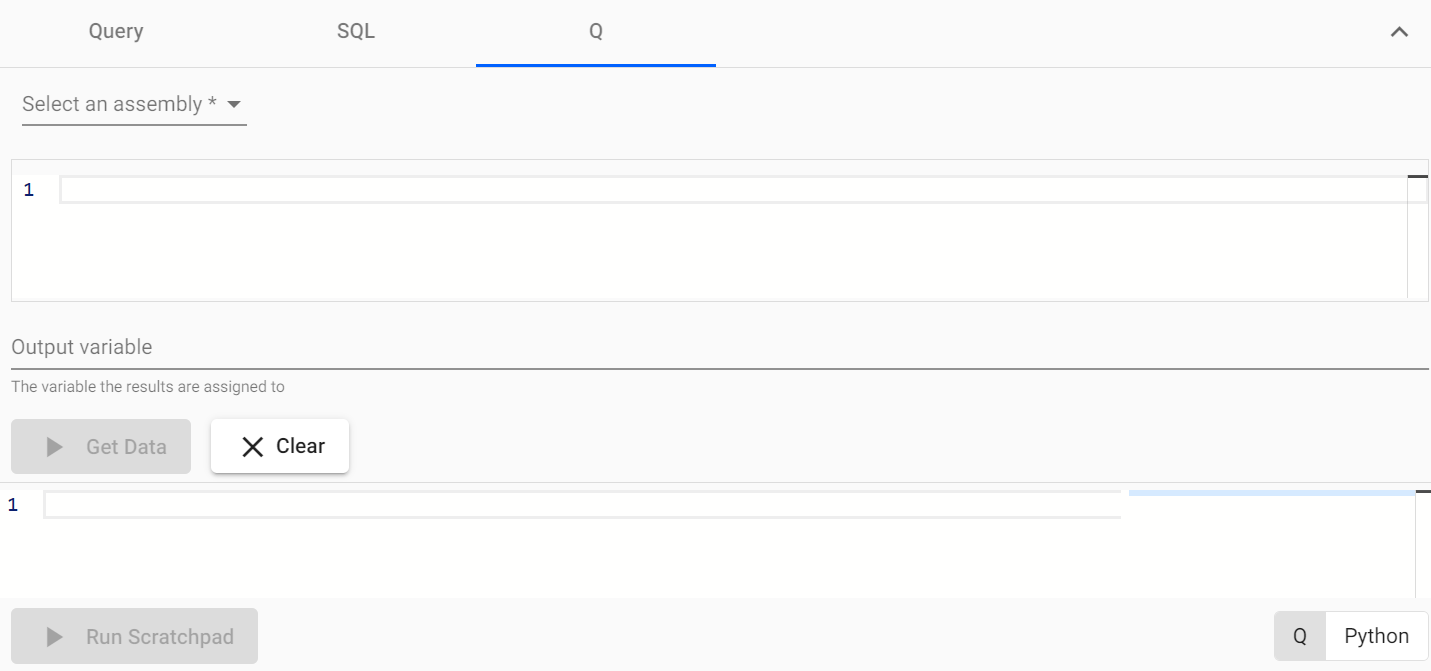 Query SQL Q
Select an assembly *
1
Output variable
The variable the results are assigned to
Get Data Clear
1
Run Scratchpad Q Python